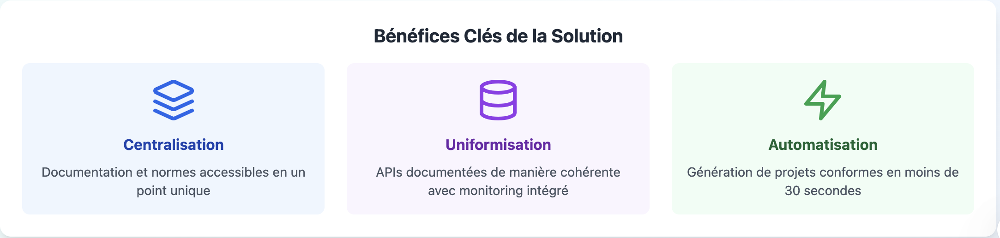 Bénéfices Clés de la Solution
Centralisation
Documentation et normes accessibles en un
point unique
Uniformisation
APIs documentées de manière cohérente
avec monitoring intégré
Automatisation
Génération de projets conformes en moins de
30 secondes